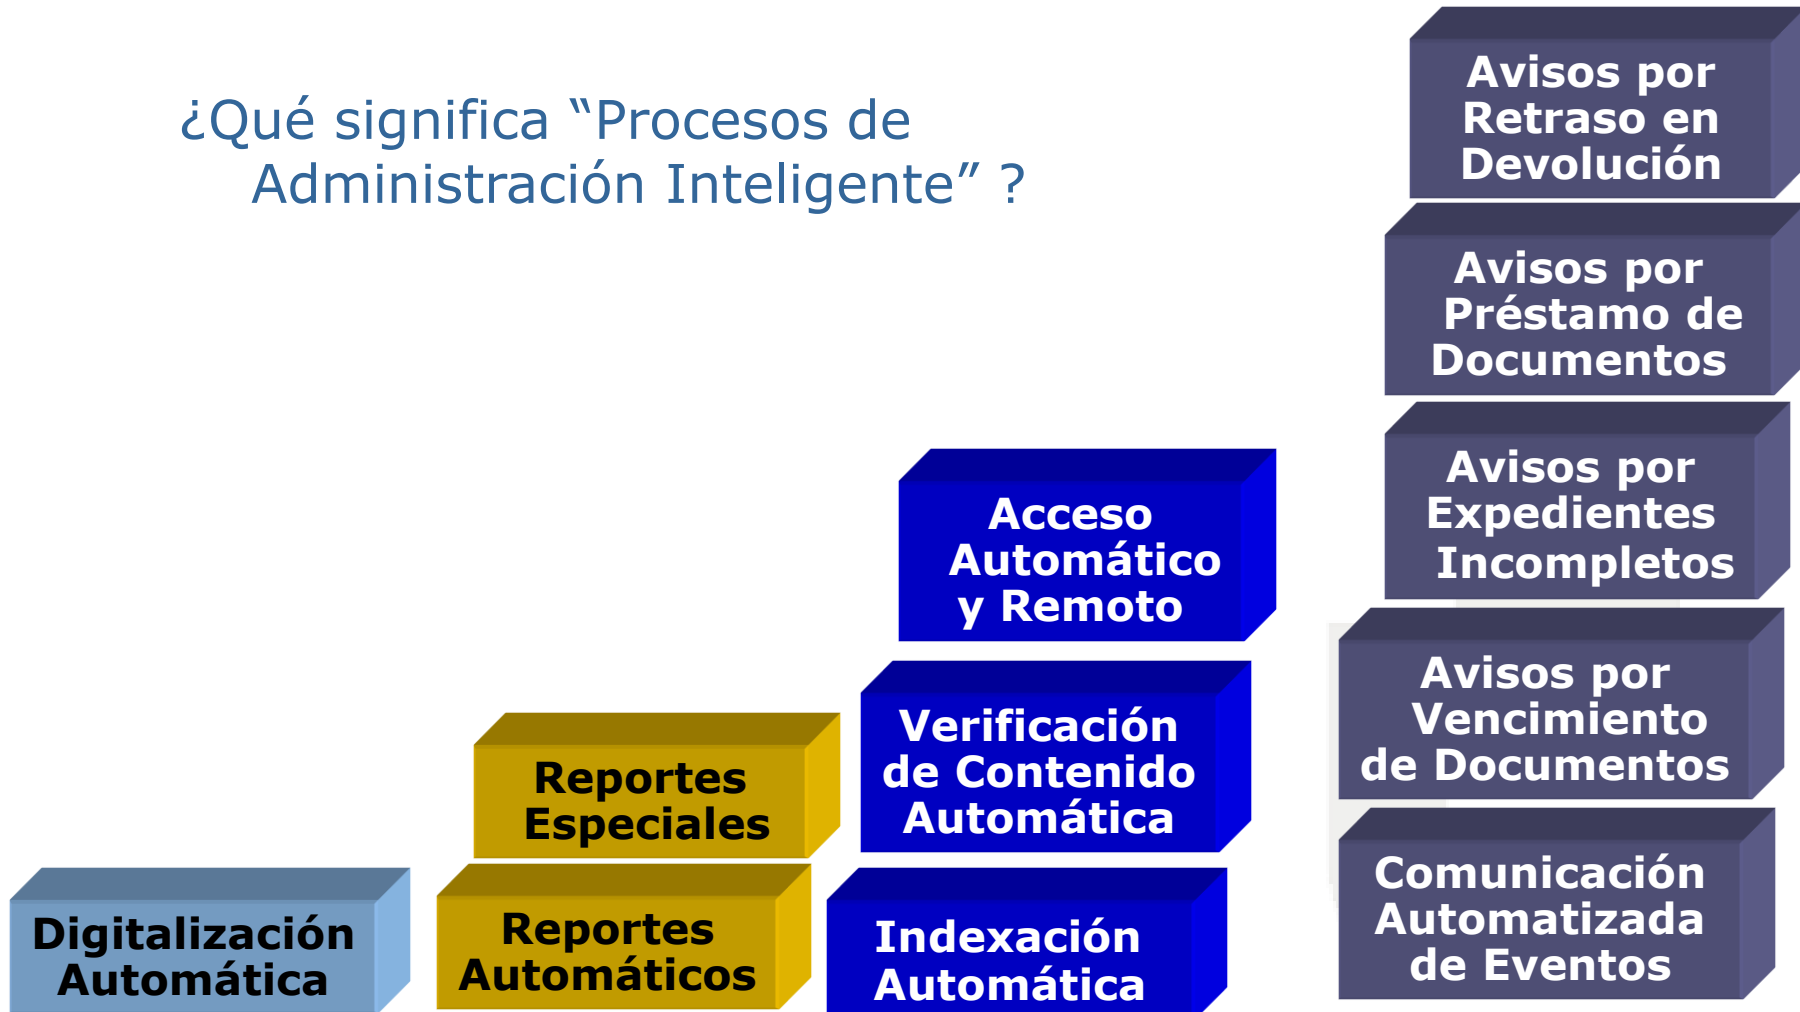 ¿Qué significa “Procesos de
Administración Inteligente” ?
Avisos por
Retraso en
Devolución
Avisos por
Préstamo de
Documentos
Avisos por
Expedientes
Incompletos
Avisos por
Vencimiento
de Documentos
Comunicación
Automatizada
de Eventos
Acceso
Automático
y Remoto
Verificación
de Contenido
Automática
Indexación
Automática
Reportes
Especiales
Reportes
Automáticos
Digitalización
Automática